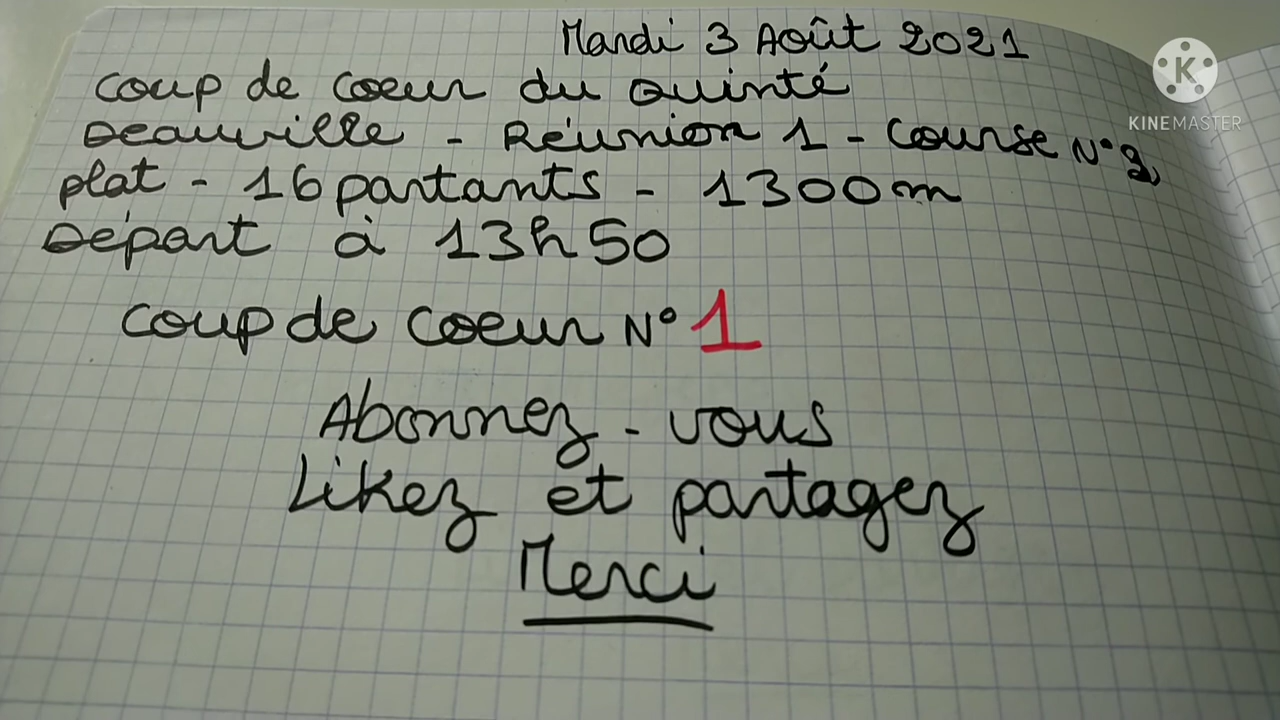 Mardi 3 Août 2021
K
KINEMASTER
coup de coeur du Quinté
Deauville - Réunion 1 - course N°2
plat - 16 partants - 1300m
Départ à 13h50
coup de coeur N° 1
Abonnez-vous
Likez et partagez
Merci